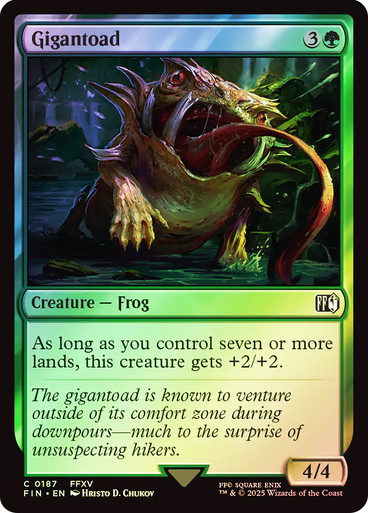 Gigantoad 3
Creature — Frog
As long as you control seven or more
lands, this creature gets +2/+2.
The gigantoad is known to venture
outside of its comfort zone during
downpours—much to the surprise of
unsuspecting hikers.
4/4
C 0187 FFXV
FIN • EN Hristo D. Chukov
FF© SQUARE ENIX
™ & © 2025 Wizards of the Coast